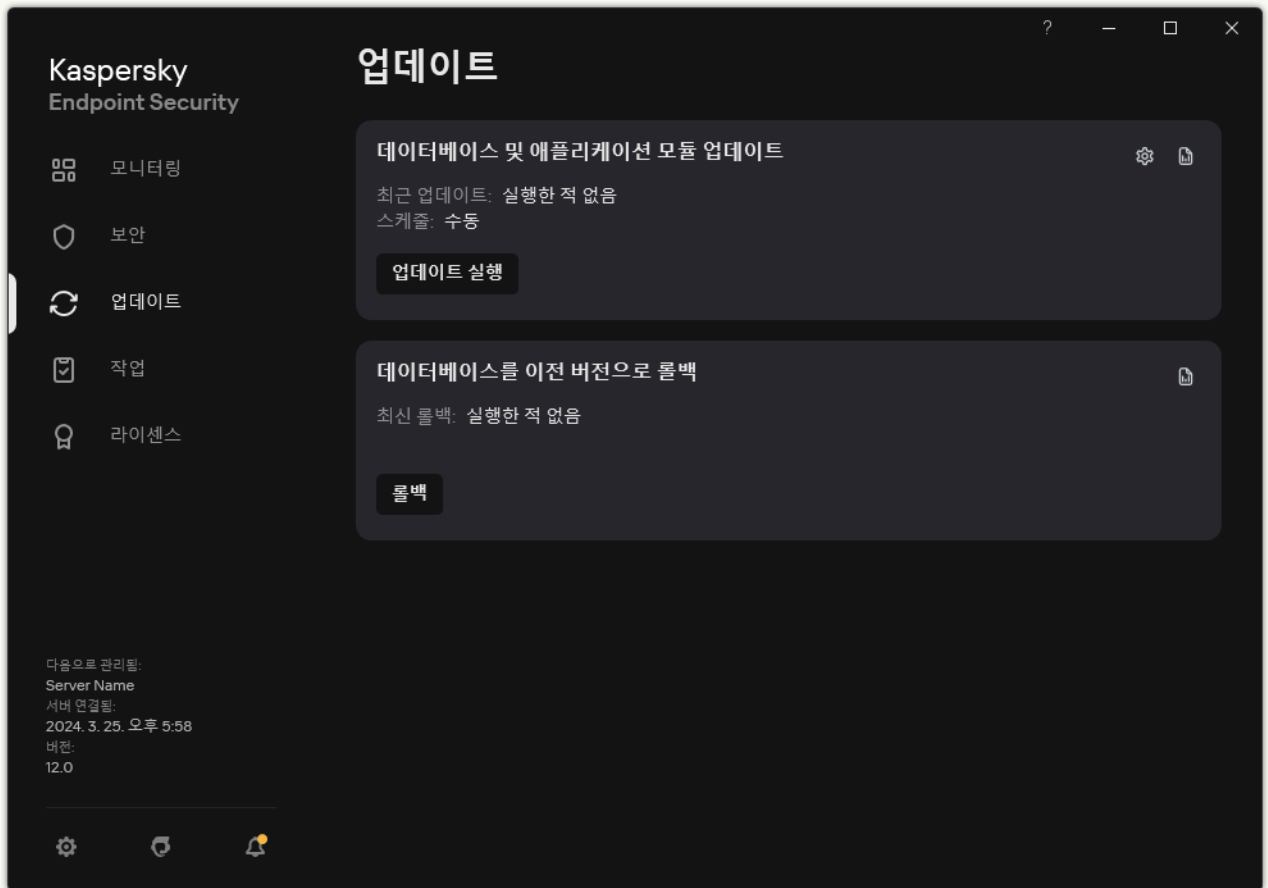 ?
Kaspersky
Endpoint Security
모니터링
보안
업데이트
작업
라이센스
다음으로 관리됨:
Server Name
서버 연결됨:
2024. 3. 25. 오후 5:58
버전:
12.0
업데이트
데이터베이스 및 애플리케이션 모듈 업데이트
최근 업데이트: 실행한 적 없음
스케줄: 수동
업데이트 실행
데이터베이스를 이전 버전으로 롤백
최신 롤백: 실행한 적 없음
롤백